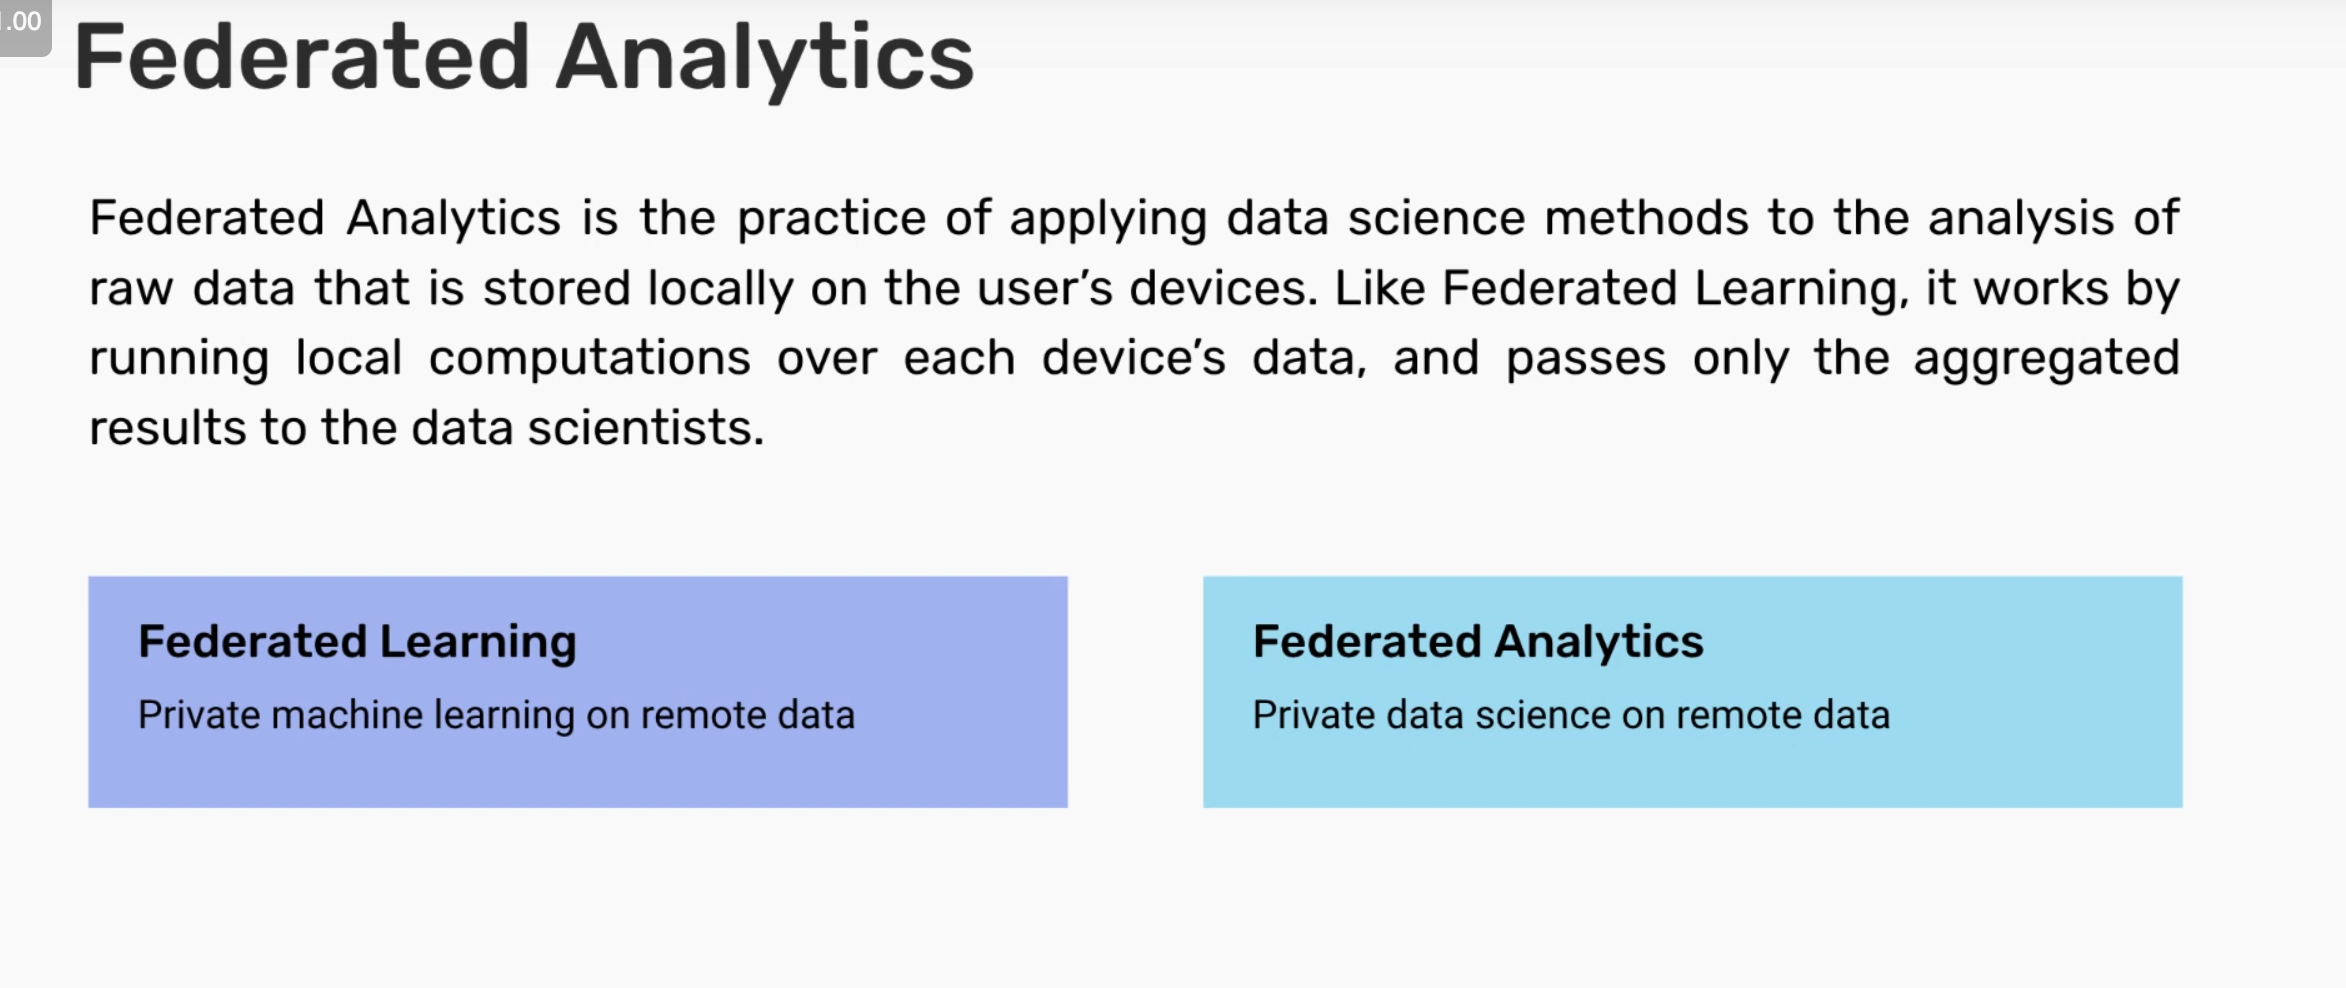 .00
Federated Analytics
Federated Analytics is the practice of applying data science methods to the analysis of
raw data that is stored locally on the user’s devices. Like Federated Learning, it works by
running local computations over each device’s data, and passes only the aggregated
results to the data scientists.
Federated Learning
Private machine learning on remote data
Federated Analytics
Private data science on remote data